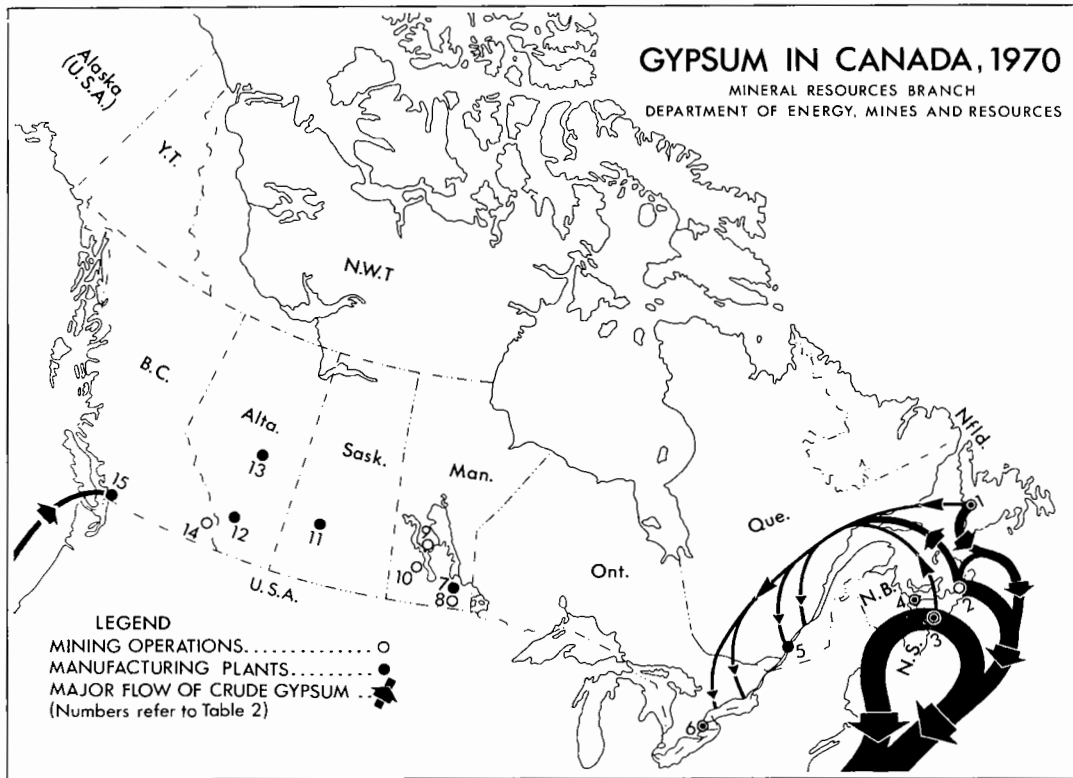 GYPSUM IN CANADA, 1970
MINERAL RESOURCES BRANCH
DEPARTMENT OF ENERGY, MINES AND RESOURCES
Alaska
(U.S.A.)
Y.T.
N.W.T
B.C.
Alta.
Sask.
Man.
Ont.
Que.
Nfld.
N.B.
N.S.
U.S.A.
1
2
3
4
5
6
7
8
9
10
11
12
13
14
15
LEGEND
MINING OPERATIONS..............
MANUFACTURING PLANTS.........
MAJOR FLOW OF CRUDE GYPSUM ..
(Numbers refer to Table 2)